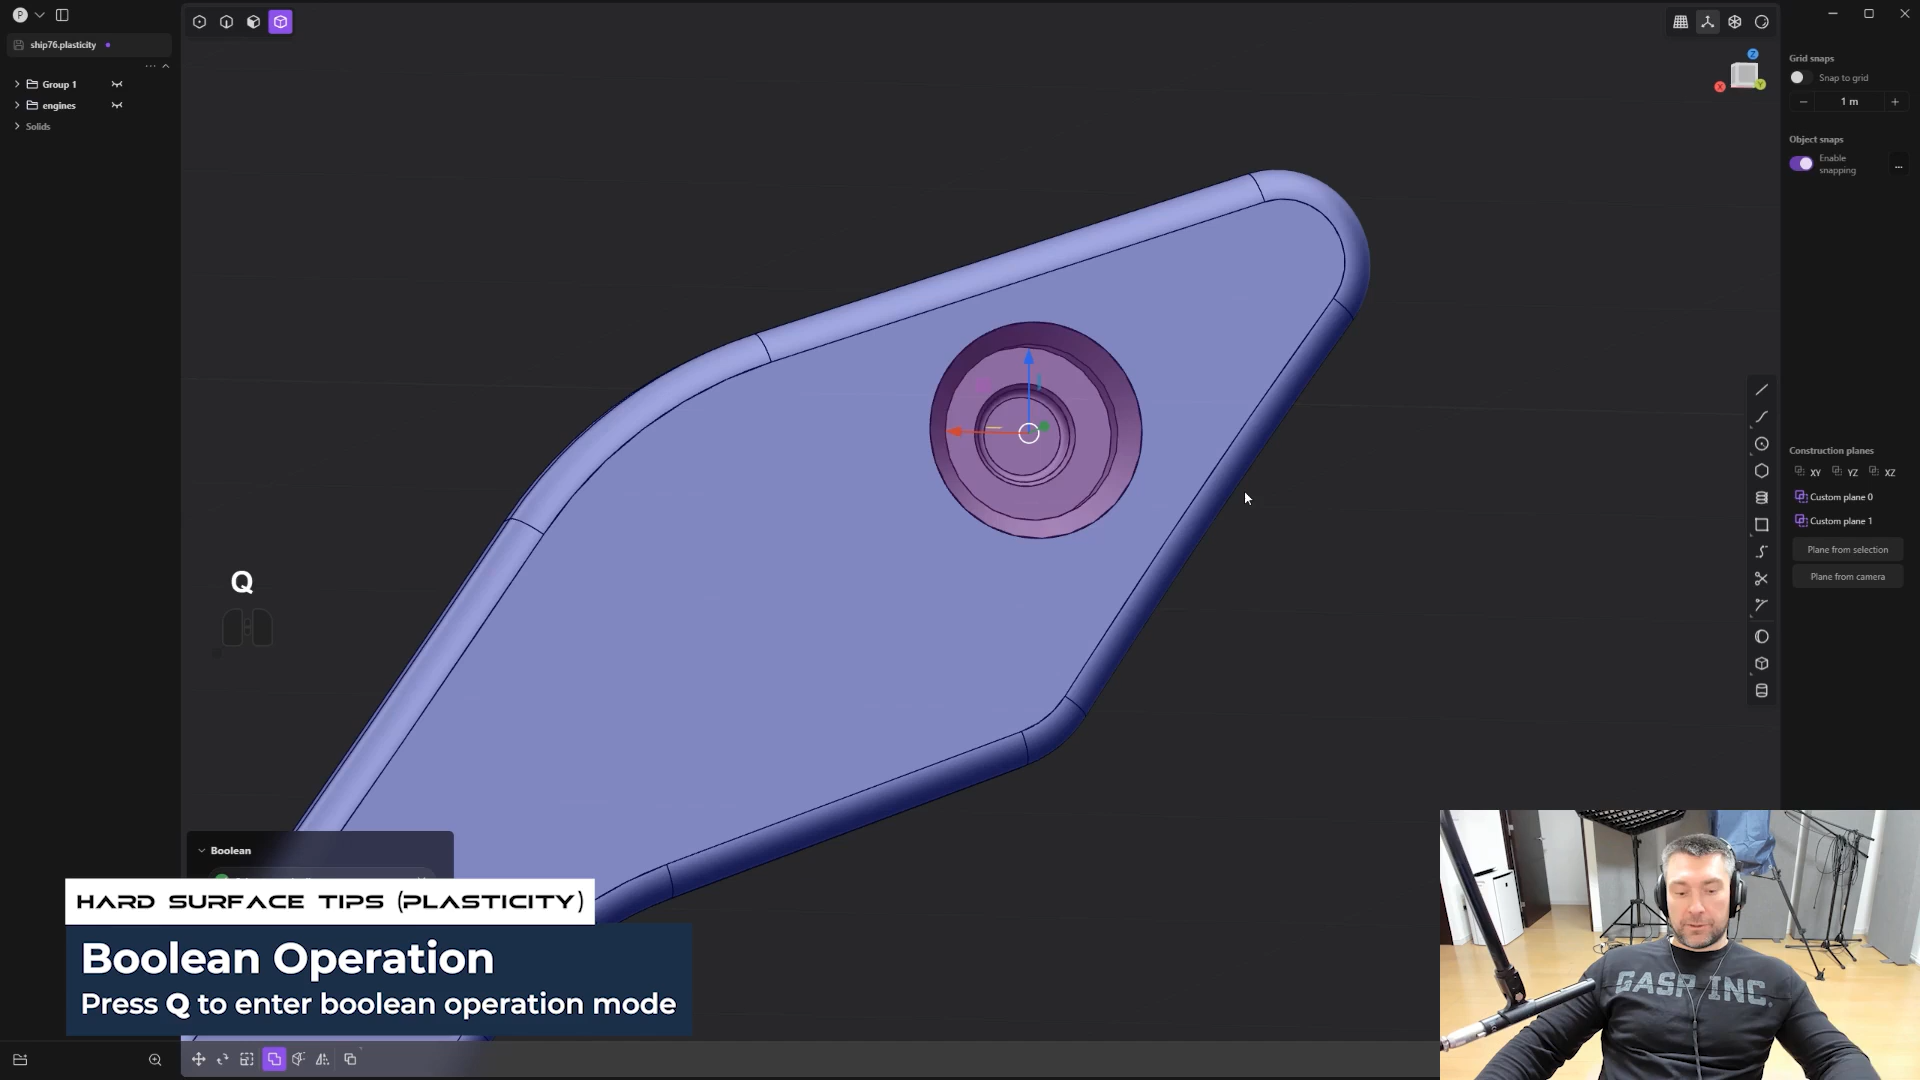 P
ship76.plasticity
Group 1
engines
Solids
Z
X
Y
Grid snaps
Snap to grid
1 m
Object snaps
Enable
snapping
Construction planes
XY YZ XZ
Custom plane 0
Custom plane 1
Plane from selection
Plane from camera
Q
Boolean
HARD SURFACE TIPS (PLASTICITY)
Boolean Operation
Press Q to enter boolean operation mode
GASP INC.